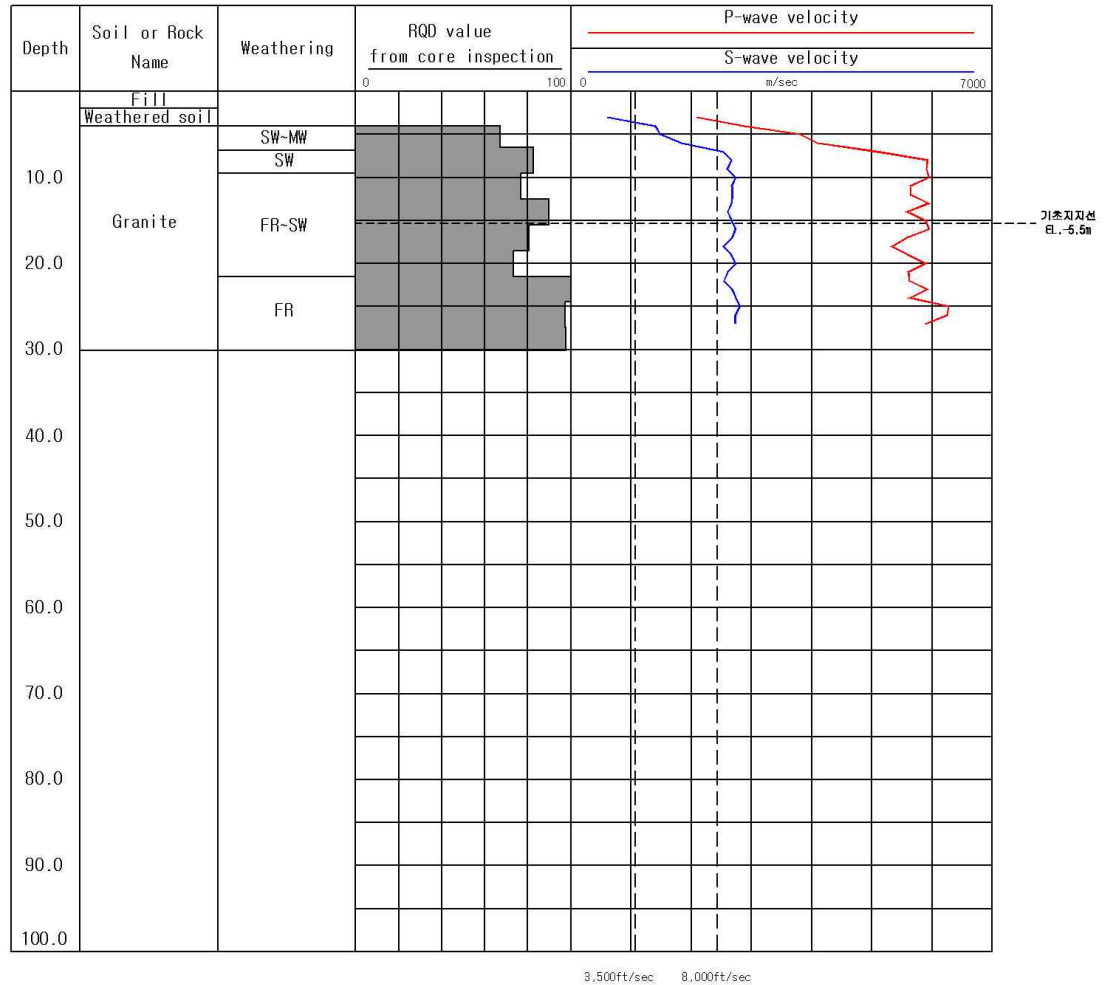 Depth
Soil or Rock
Name
Weathering
RQD value
from core inspection
0 100
P-wave velocity
S-wave velocity
0 m/sec 7000
Fill
Weathered soil
SW~MW
SW
10.0
Granite
FR~SW
기초지지선
EL.-5.5m
20.0
FR
30.0
40.0
50.0
60.0
70.0
80.0
90.0
100.0
3,500ft/sec 8,000ft/sec